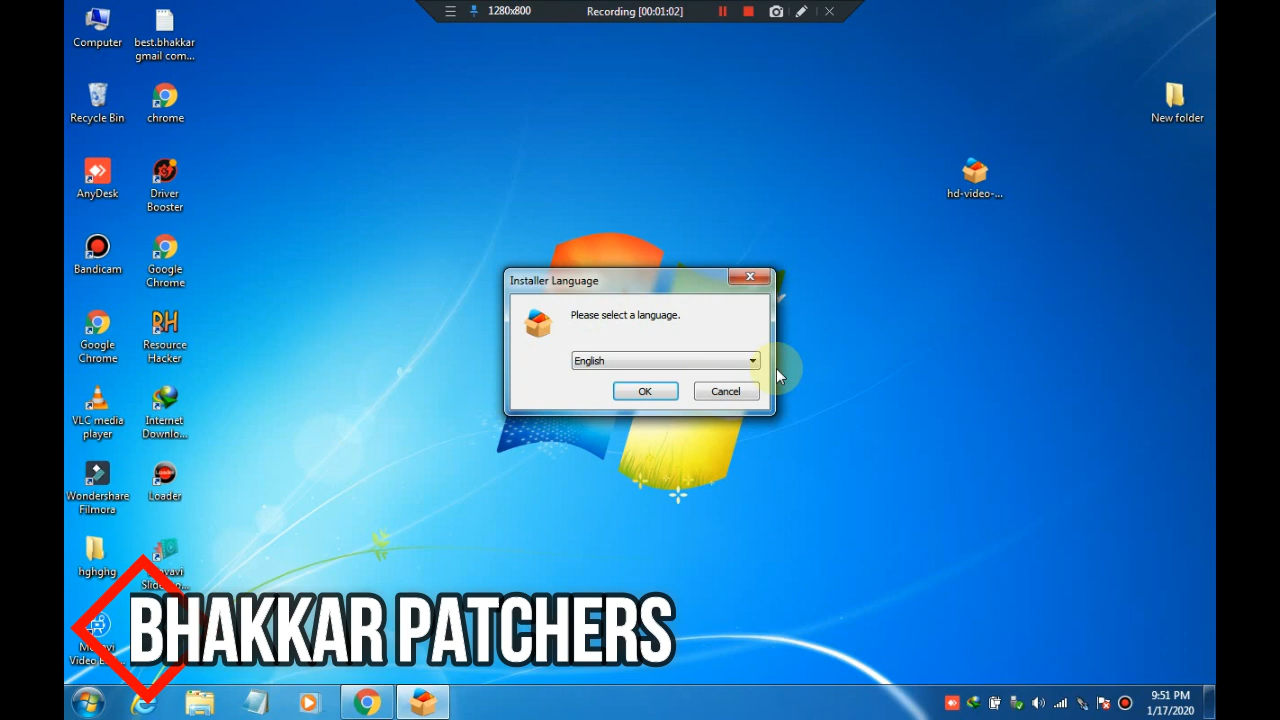 1280x800
Recording [00:01:02]
Computer
best.bhakkar
gmail com...
Recycle Bin
chrome
New folder
AnyDesk
Driver
Booster
hd-video-...
Bandicam
Google
Chrome
Installer Language
Please select a language.
English
OK
Cancel
Google
Chrome
RH
Resource
Hacker
VLC media
player
Internet
Downlo...
Wondershare
Filmora
Loader
hghghg
BHAKKAR PATCHERS
9:51 PM
1/17/2020